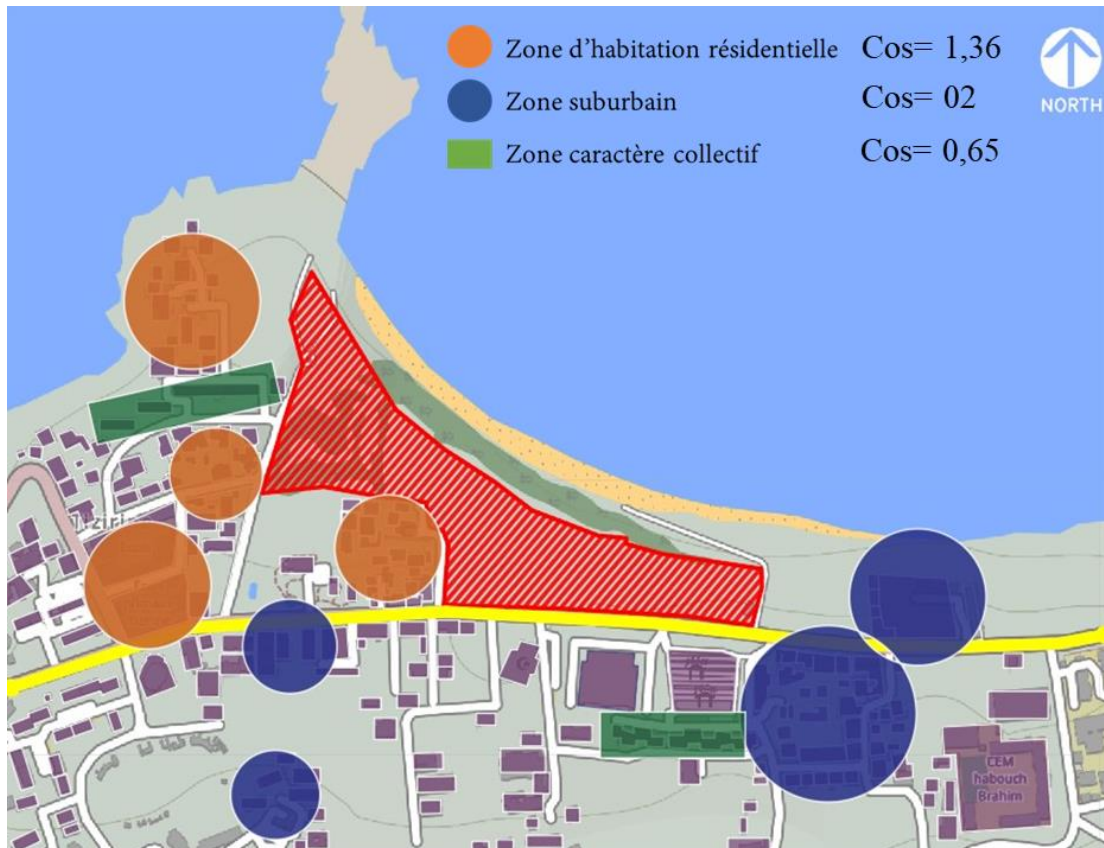 Zone d'habitation résidentielle Cos= 1,36
Zone suburbain Cos= 02
Zone caractère collectif Cos= 0,65
NORTH
CEM
habouch
Brahim